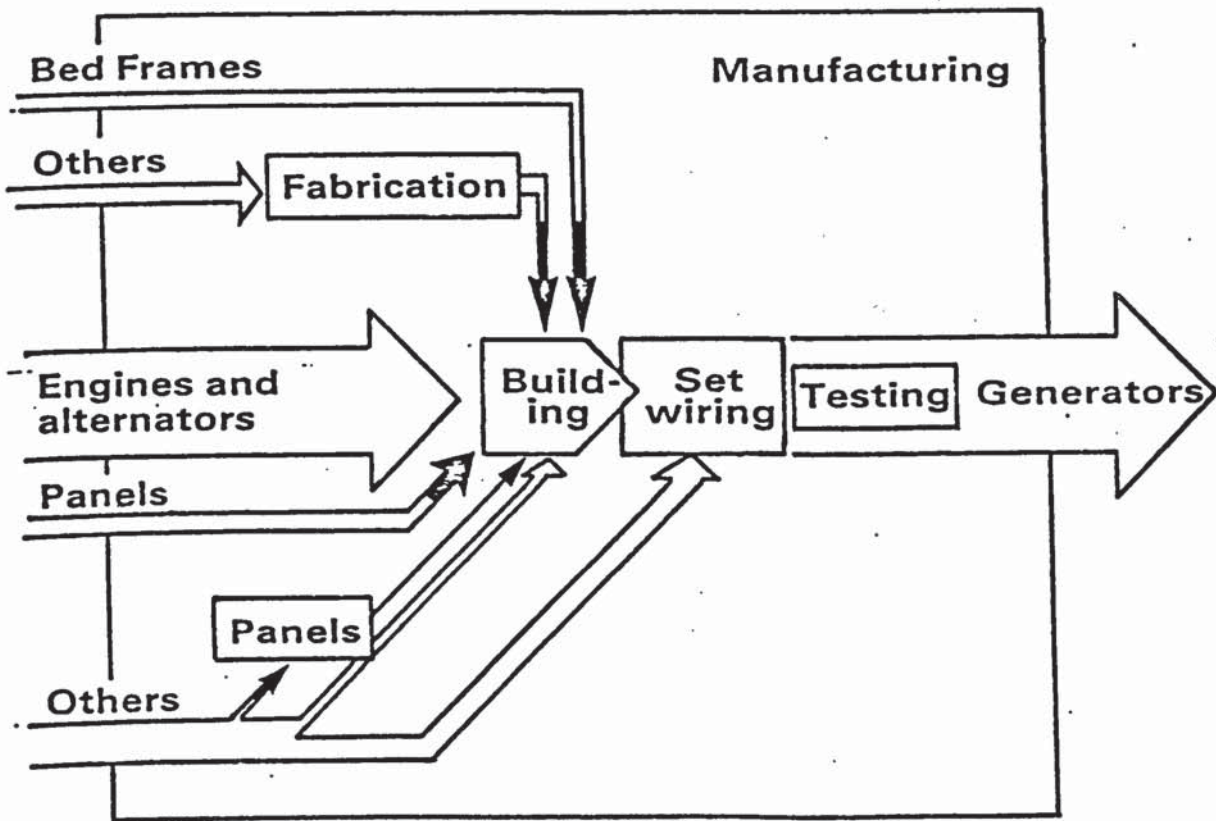 Bed Frames
Manufacturing
Others
Fabrication
Engines and
alternators
Build-
ing
Set
wiring
Testing
Generators
Panels
Panels
Others